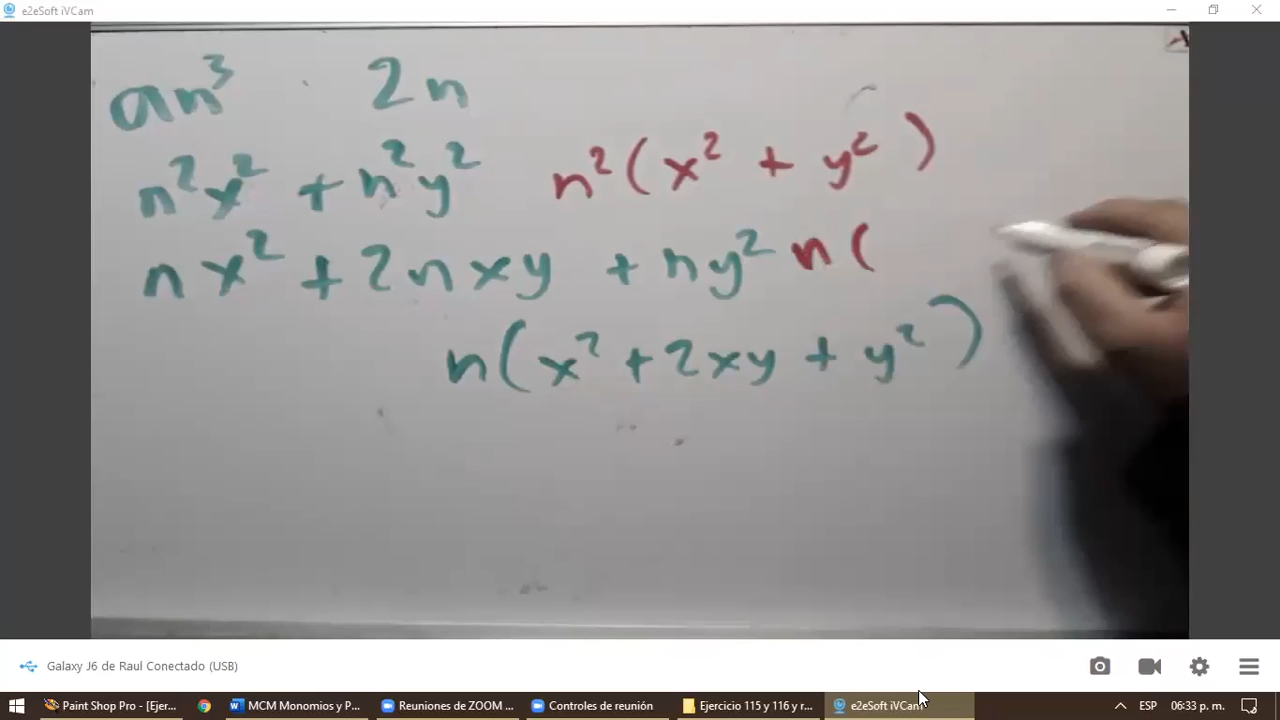 e2eSoft iVCam
an³ 2n
n²x² + n²y² n²(x² + y²)
nx² + 2nxy + ny² n(
n(x² + 2xy + y²)
Galaxy J6 de Raul Conectado (USB)
Paint Shop Pro - [Ejer... MCM Monomios y P... Reuniones de ZOOM ... Controles de reunión Ejercicio 115 y 116 y r... e2eSoft iVCam ESP 06:33 p. m.